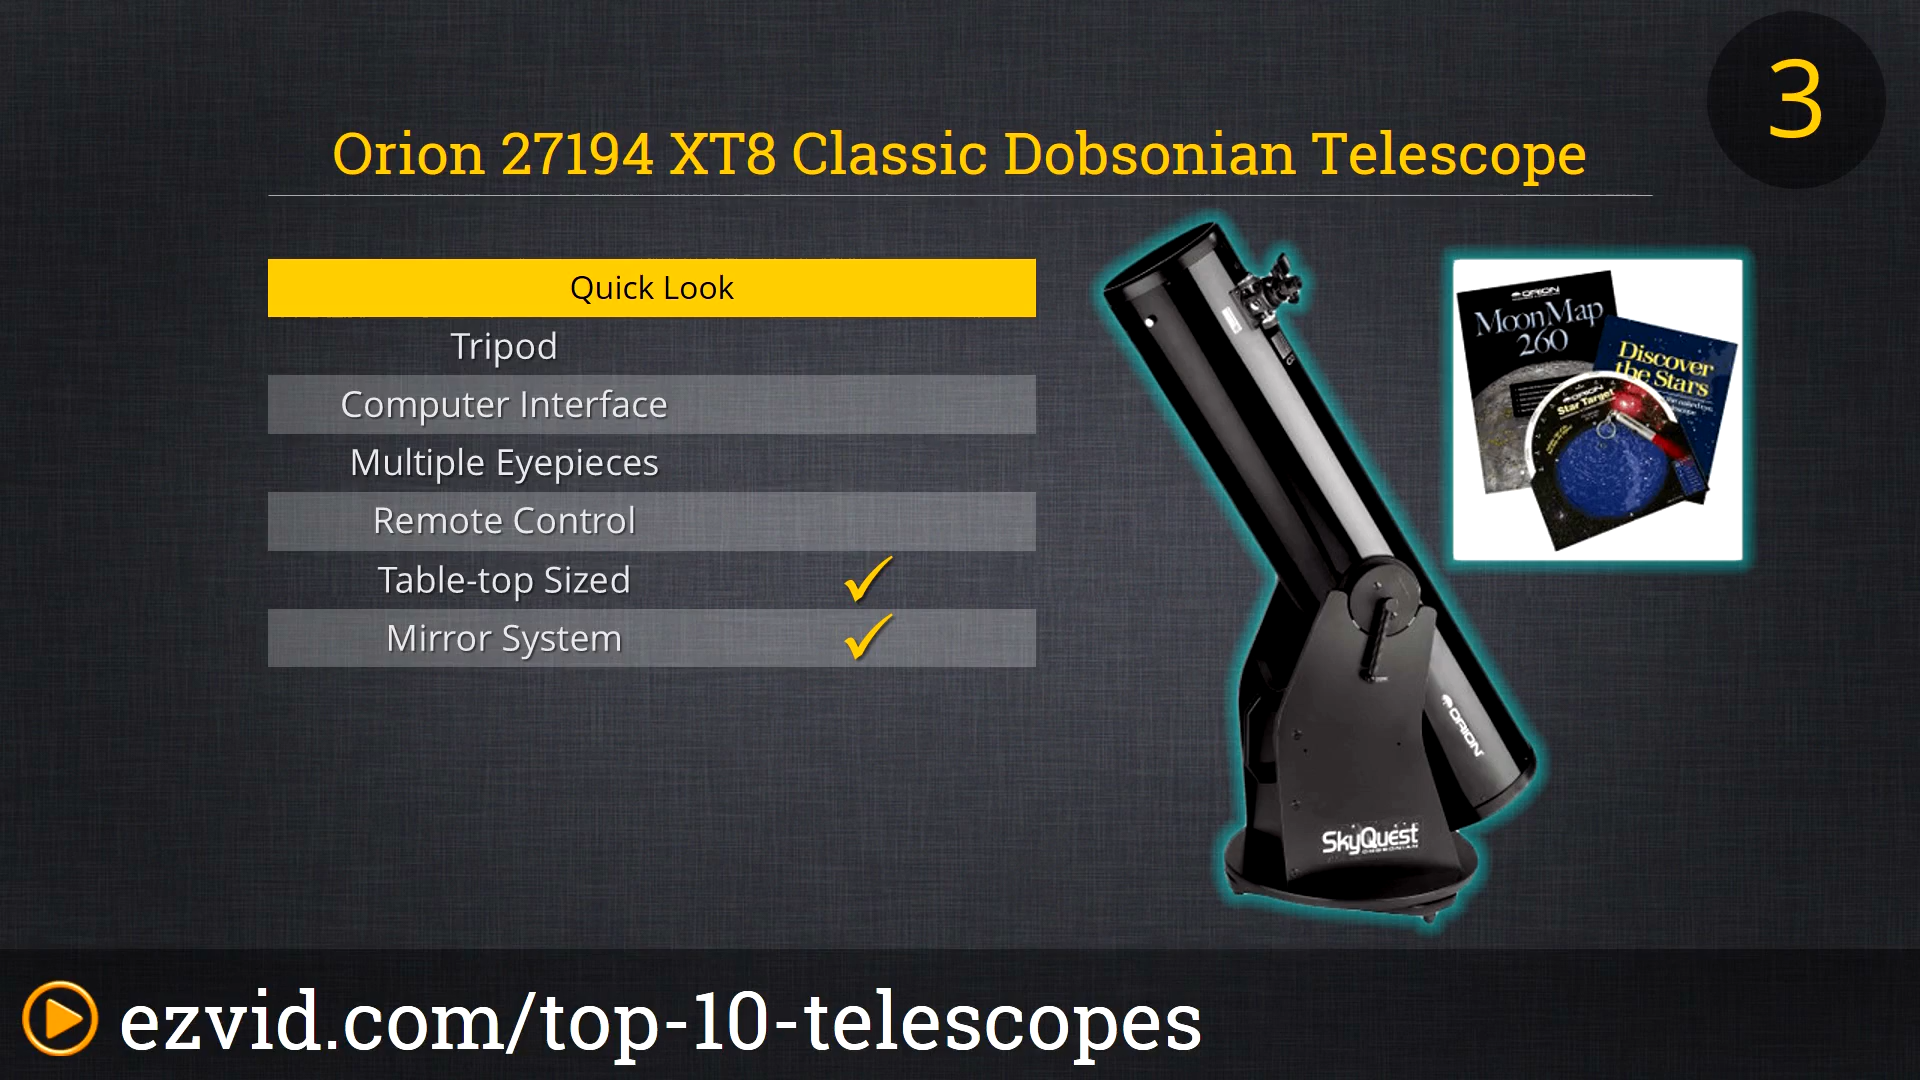 3
Orion 27194 XT8 Classic Dobsonian Telescope
Quick Look
Tripod
Computer Interface
Multiple Eyepieces
Remote Control
Table-top Sized
Mirror System
ORION
MoonMap
260
Discover
the Stars
ORION
Star Target
ORION
SkyQuest
DOBSONIAN
ezvid.com/top-10-telescopes